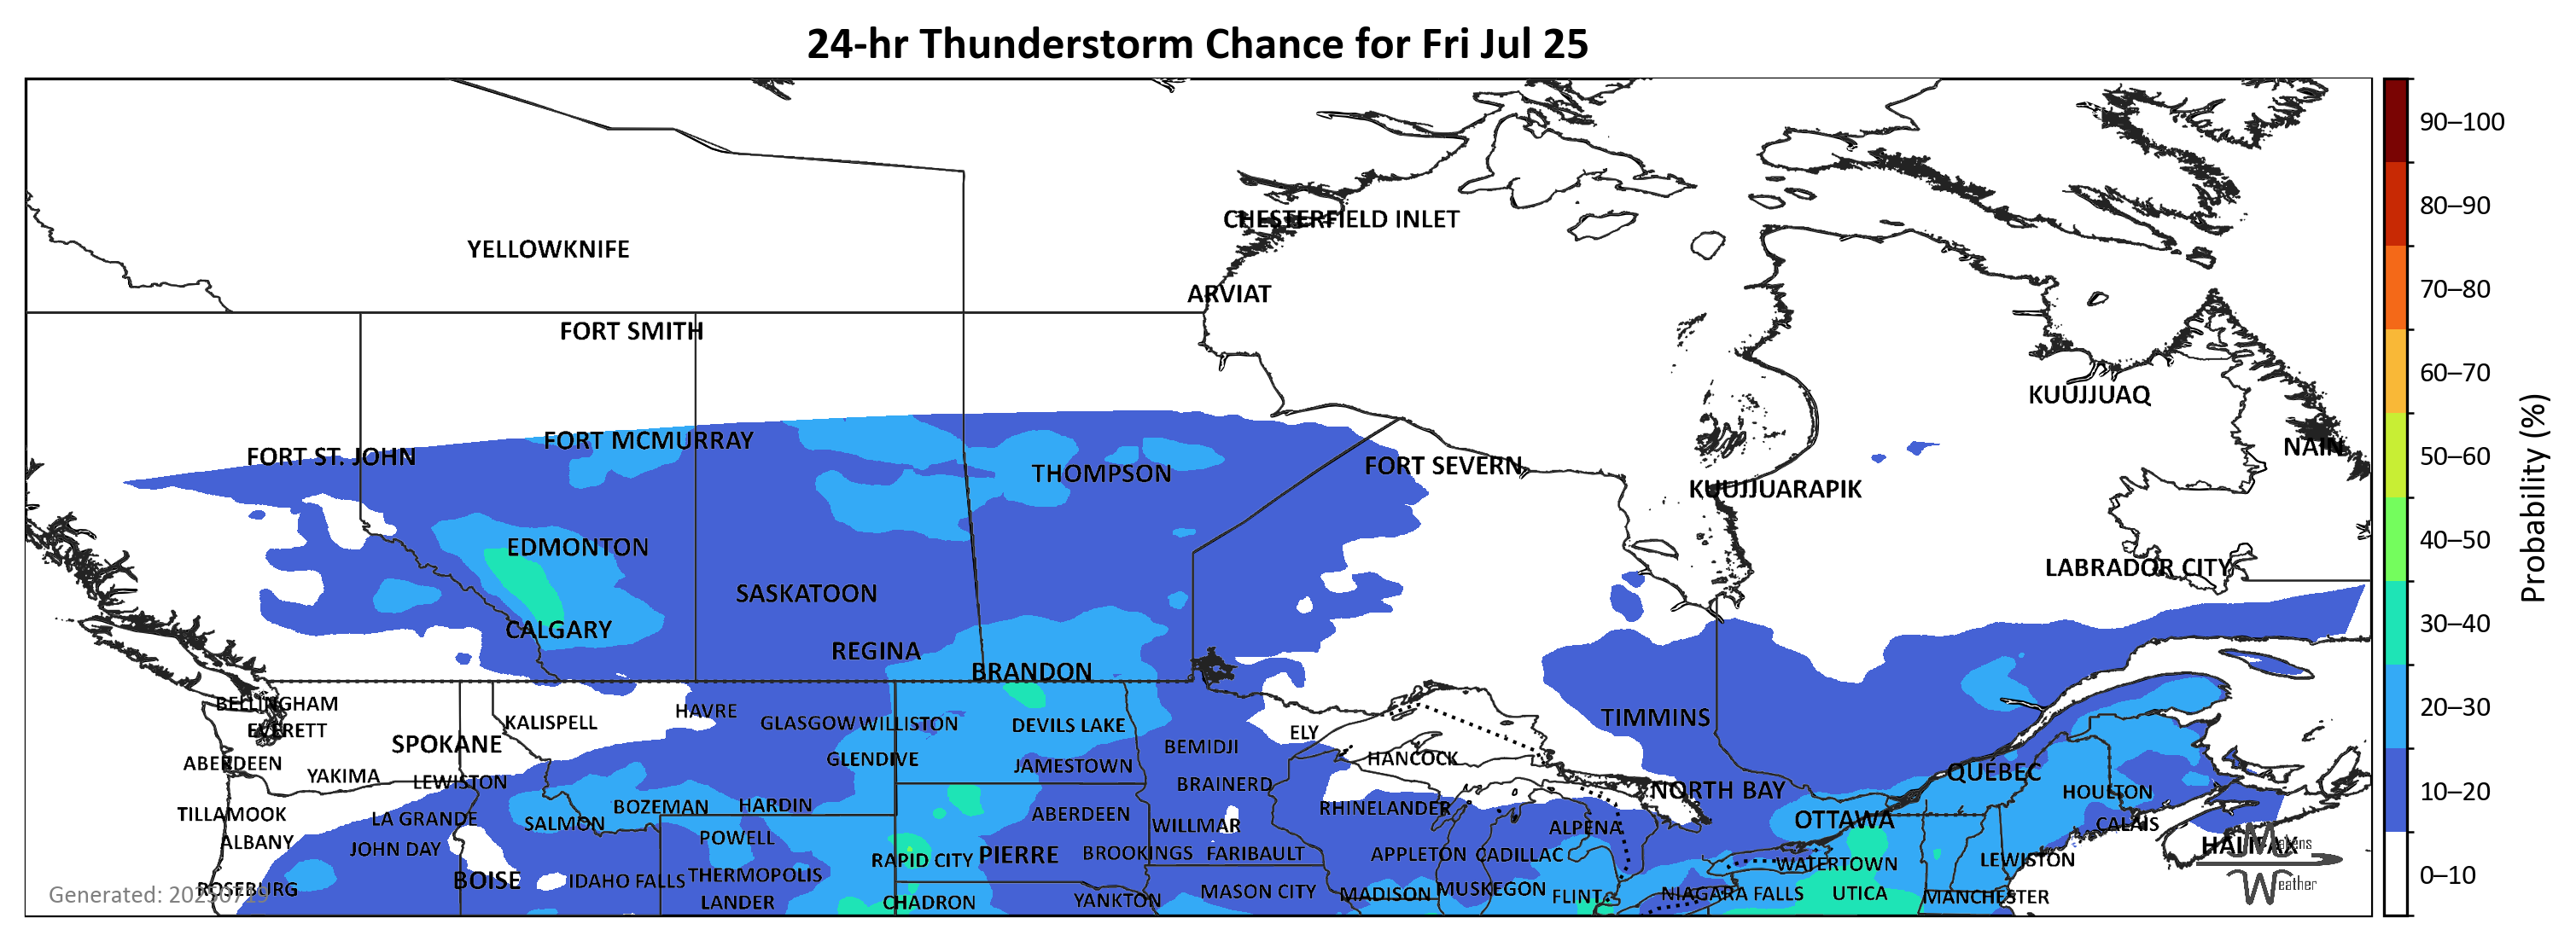 24-hr Thunderstorm Chance for Fri Jul 25
90–100
80–90
70–80
60–70
50–60
40–50
30–40
20–30
10–20
0–10
Probability (%)
CHESTERFIELD INLET
YELLOWKNIFE
ARVIAT
FORT SMITH
KUUJJUAQ
FORT MCMURRAY
NAIN
FORT ST. JOHN
FORT SEVERN
THOMPSON
KUUJJUARAPIK
EDMONTON
LABRADOR CITY
SASKATOON
CALGARY
REGINA
BRANDON
BELLINGHAM
HAVRE
TIMMINS
KALISPELL
GLASGOW
WILLISTON
DEVILS LAKE
EVERETT
ELY
SPOKANE
BEMIDJI
HANCOCK
GLENDIVE
ABERDEEN
JAMESTOWN
QUÉBEC
YAKIMA
LEWISTON
BRAINERD
NORTH BAY
HOULTON
BOZEMAN
HARDIN
RHINELANDER
TILLAMOOK
LA GRANDE
SALMON
ABERDEEN
WILLMAR
ALPENA
OTTAWA
CALAIS
ALBANY
POWELL
HALIFAX
JOHN DAY
RAPID CITY
PIERRE
BROOKINGS
FARIBAULT
APPLETON
CADILLAC
WATERTOWN
LEWISTON
BOISE
IDAHO FALLS
THERMOPOLIS
ROSEBURG
MASON CITY
MADISON
MUSKEGON
FLINT
NIAGARA FALLS
UTICA
MANCHESTER
LANDER
CHADRON
YANKTON
Generated: 20250719
Weather